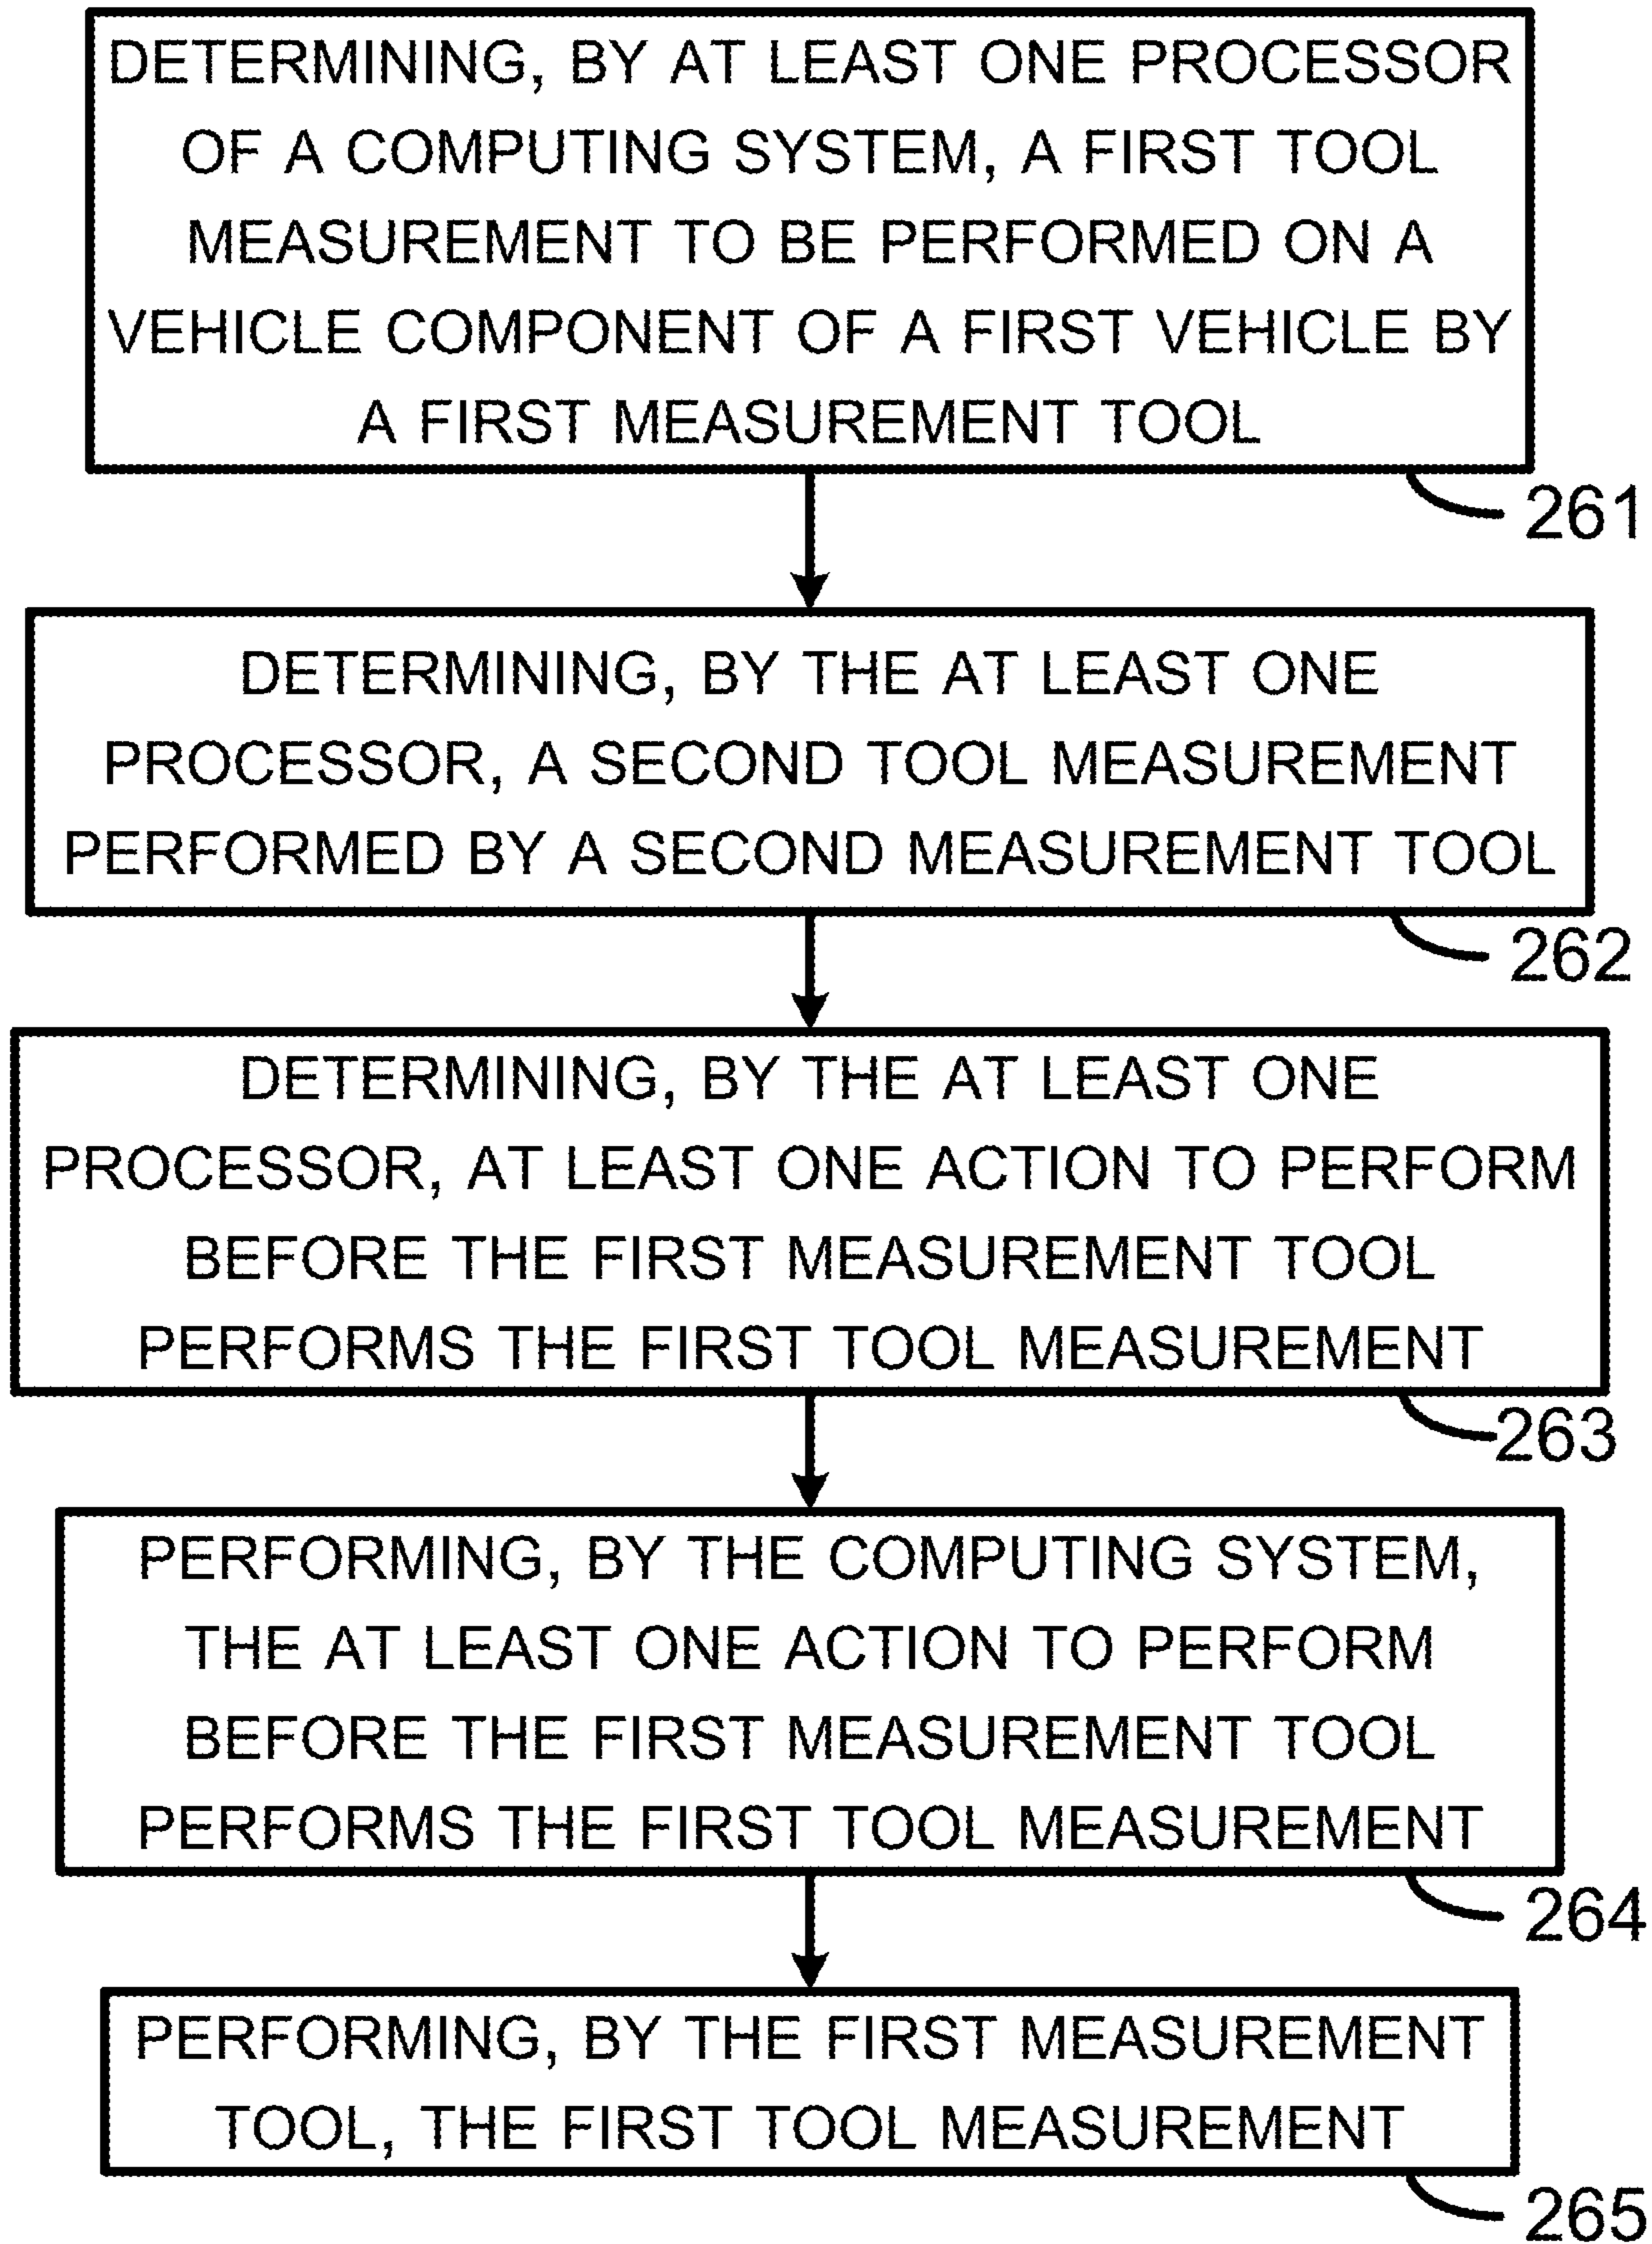 DETERMINING, BY AT LEAST ONE PROCESSOR
OF A COMPUTING SYSTEM, A FIRST TOOL
MEASUREMENT TO BE PERFORMED ON A
VEHICLE COMPONENT OF A FIRST VEHICLE BY
A FIRST MEASUREMENT TOOL
261
DETERMINING, BY THE AT LEAST ONE
PROCESSOR, A SECOND TOOL MEASUREMENT
PERFORMED BY A SECOND MEASUREMENT TOOL
262
DETERMINING, BY THE AT LEAST ONE
PROCESSOR, AT LEAST ONE ACTION TO PERFORM
BEFORE THE FIRST MEASUREMENT TOOL
PERFORMS THE FIRST TOOL MEASUREMENT
263
PERFORMING, BY THE COMPUTING SYSTEM,
THE AT LEAST ONE ACTION TO PERFORM
BEFORE THE FIRST MEASUREMENT TOOL
PERFORMS THE FIRST TOOL MEASUREMENT
264
PERFORMING, BY THE FIRST MEASUREMENT
TOOL, THE FIRST TOOL MEASUREMENT
265